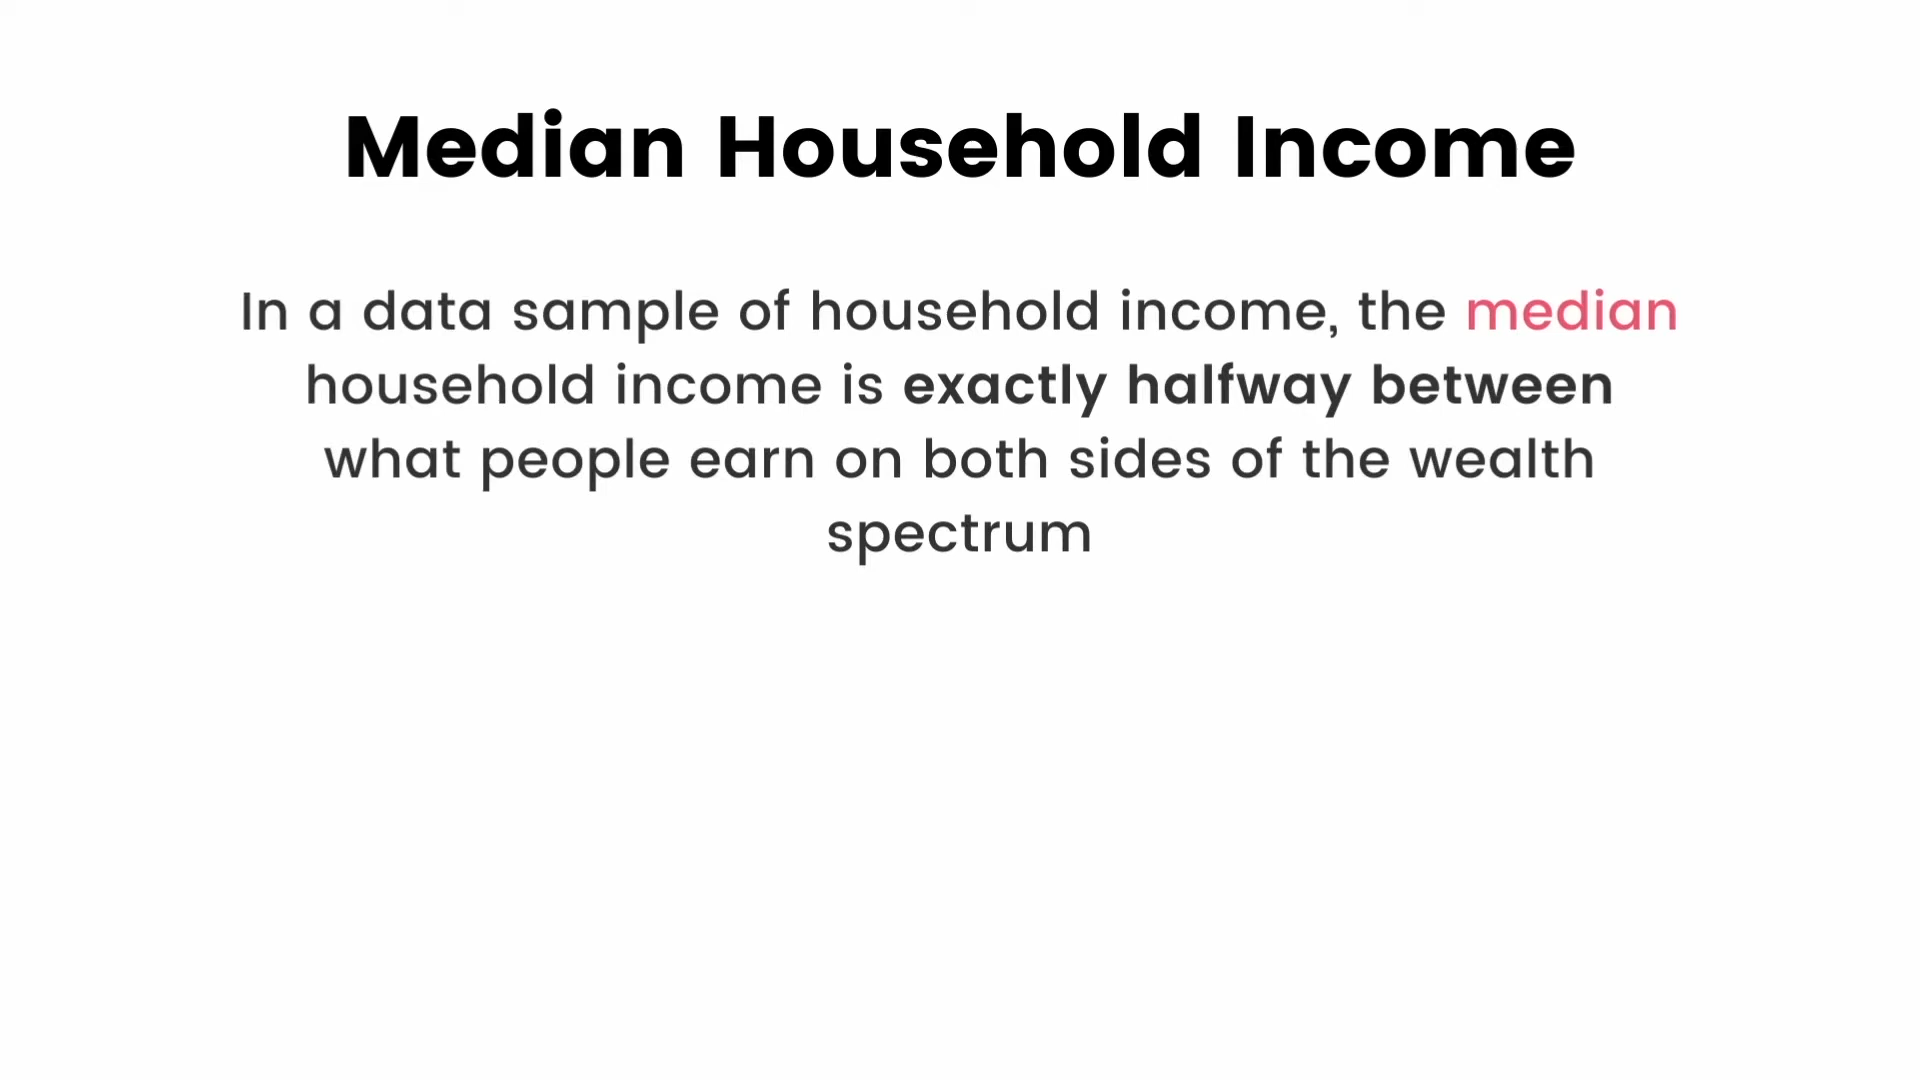 Median Household Income
In a data sample of household income, the median
household income is exactly halfway between
what people earn on both sides of the wealth
spectrum